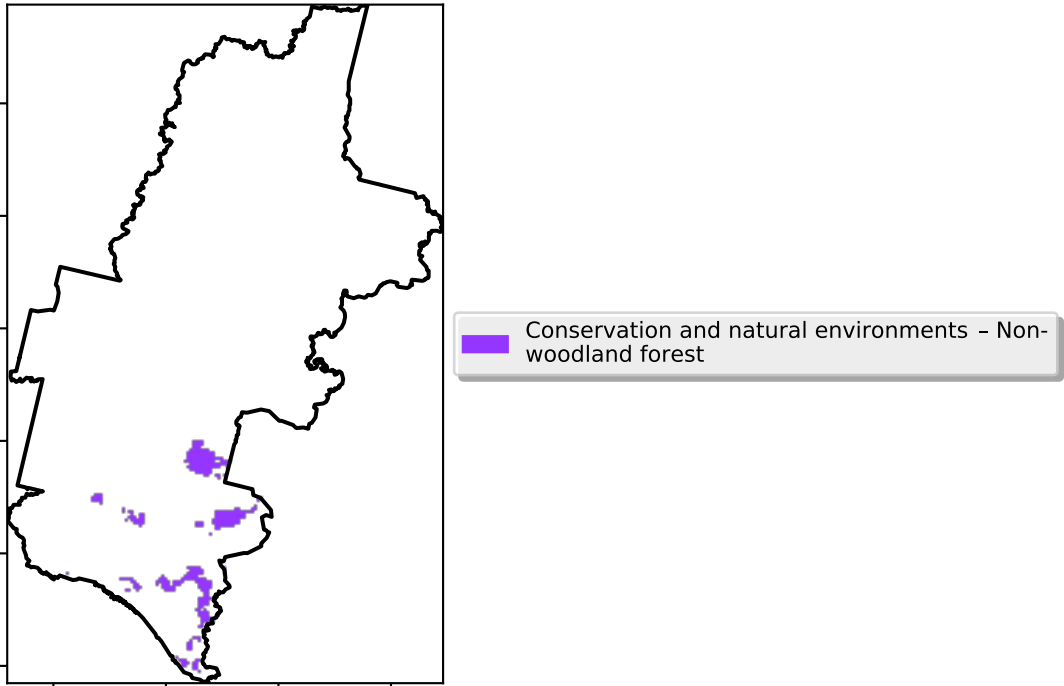 Conservation and natural environments – Non-
woodland forest